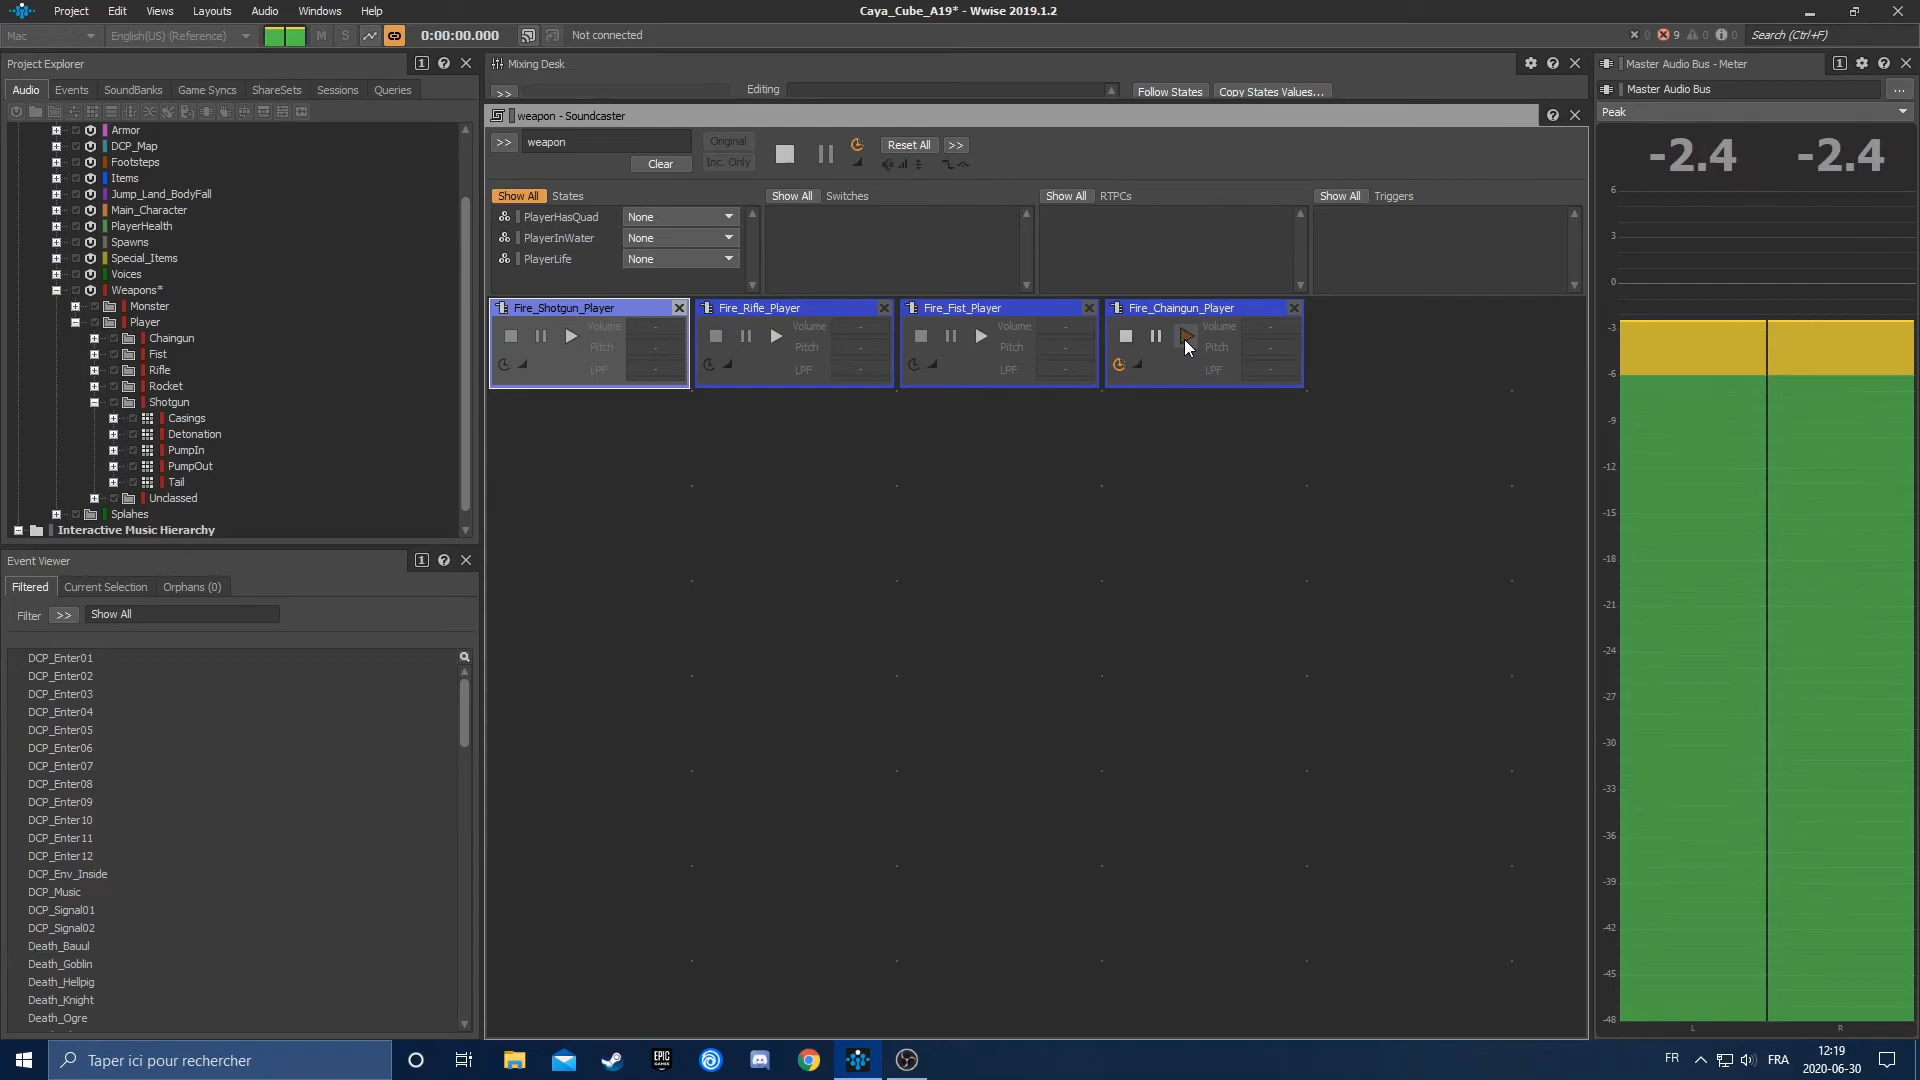 Project Edit Views Layouts Audio Windows Help Caya_Cube_A19* - Wwise 2019.1.2
Mac English(US) (Reference) M S 0:00:00.000 Not connected 0 9 0 0 Search (Ctrl+F)
Project Explorer 1
Audio Events SoundBanks Game Syncs ShareSets Sessions Queries
Armor
DCP_Map
Footsteps
Items
Jump_Land_BodyFall
Main_Character
PlayerHealth
Spawns
Special_Items
Voices
Weapons*
Monster
Player
Chaingun
Fist
Rifle
Rocket
Shotgun
Casings
Detonation
PumpIn
PumpOut
Tail
Unclassed
Splahes
Interactive Music Hierarchy
Event Viewer 1
Filtered Current Selection Orphans (0)
Filter >> Show All
DCP_Enter01
DCP_Enter02
DCP_Enter03
DCP_Enter04
DCP_Enter05
DCP_Enter06
DCP_Enter07
DCP_Enter08
DCP_Enter09
DCP_Enter10
DCP_Enter11
DCP_Enter12
DCP_Env_Inside
DCP_Music
DCP_Signal01
DCP_Signal02
Death_Bauul
Death_Goblin
Death_Hellpig
Death_Knight
Death_Ogre
Mixing Desk
>> Editing Follow States Copy States Values...
weapon - Soundcaster
>> weapon Original Reset All >>
Clear Inc. Only
Show All States Show All Switches Show All RTPCs Show All Triggers
PlayerHasQuad None
PlayerInWater None
PlayerLife None
Fire_Shotgun_Player Fire_Rifle_Player Fire_Fist_Player Fire_Chaingun_Player
Volume - Volume - Volume - Volume -
Pitch - Pitch - Pitch - Pitch -
LPF - LPF - LPF - LPF -
Master Audio Bus - Meter 1
Master Audio Bus ...
Peak
-2.4 -2.4
6
3
0
-3
-6
-9
-12
-15
-18
-21
-24
-27
-30
-33
-36
-39
-42
-45
-48
L R
Taper ici pour rechercher EPIC GAMES FR FRA 12:19
2020-06-30